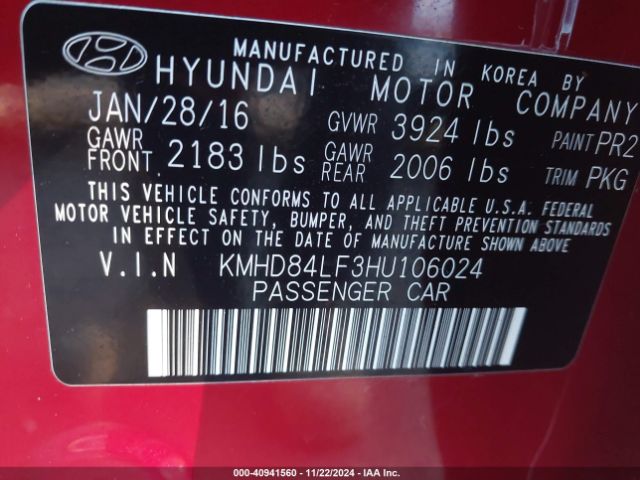 MANUFACTURED IN KOREA BY
HYUNDAI MOTOR COMPANY
JAN/28/16 GVWR 3924 lbs PAINT PR2
GAWR FRONT 2183 lbs GAWR REAR 2006 lbs TRIM PKG
THIS VEHICLE CONFORMS TO ALL APPLICABLE U.S.A. FEDERAL
MOTOR VEHICLE SAFETY, BUMPER, AND THEFT PREVENTION STANDARDS
IN EFFECT ON THE DATE OF MANUFACTURE SHOWN ABOVE
V.I.N KMHD84LF3HU106024
PASSENGER CAR
000-40941560 - 11/22/2024 - IAA Inc.